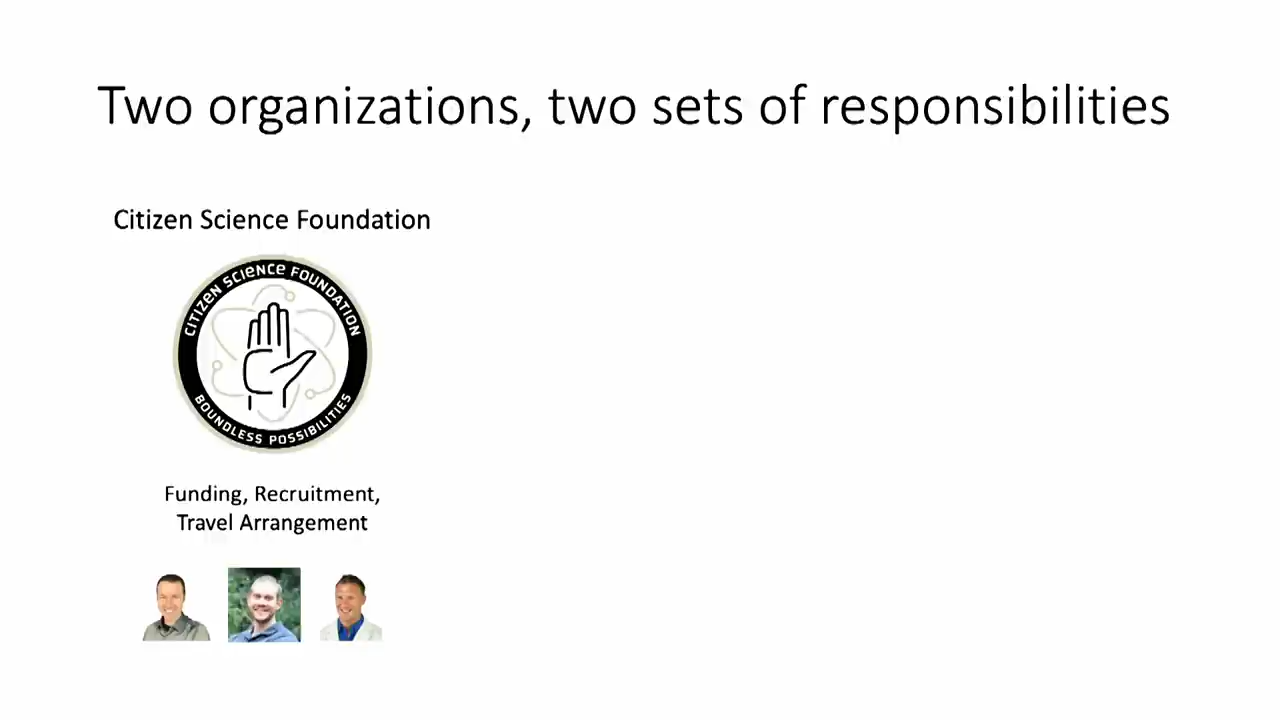 Two organizations, two sets of responsibilities
Citizen Science Foundation
CITIZEN SCIENCE FOUNDATION
BOUNDLESS POSSIBILITIES
Funding, Recruitment,
Travel Arrangement